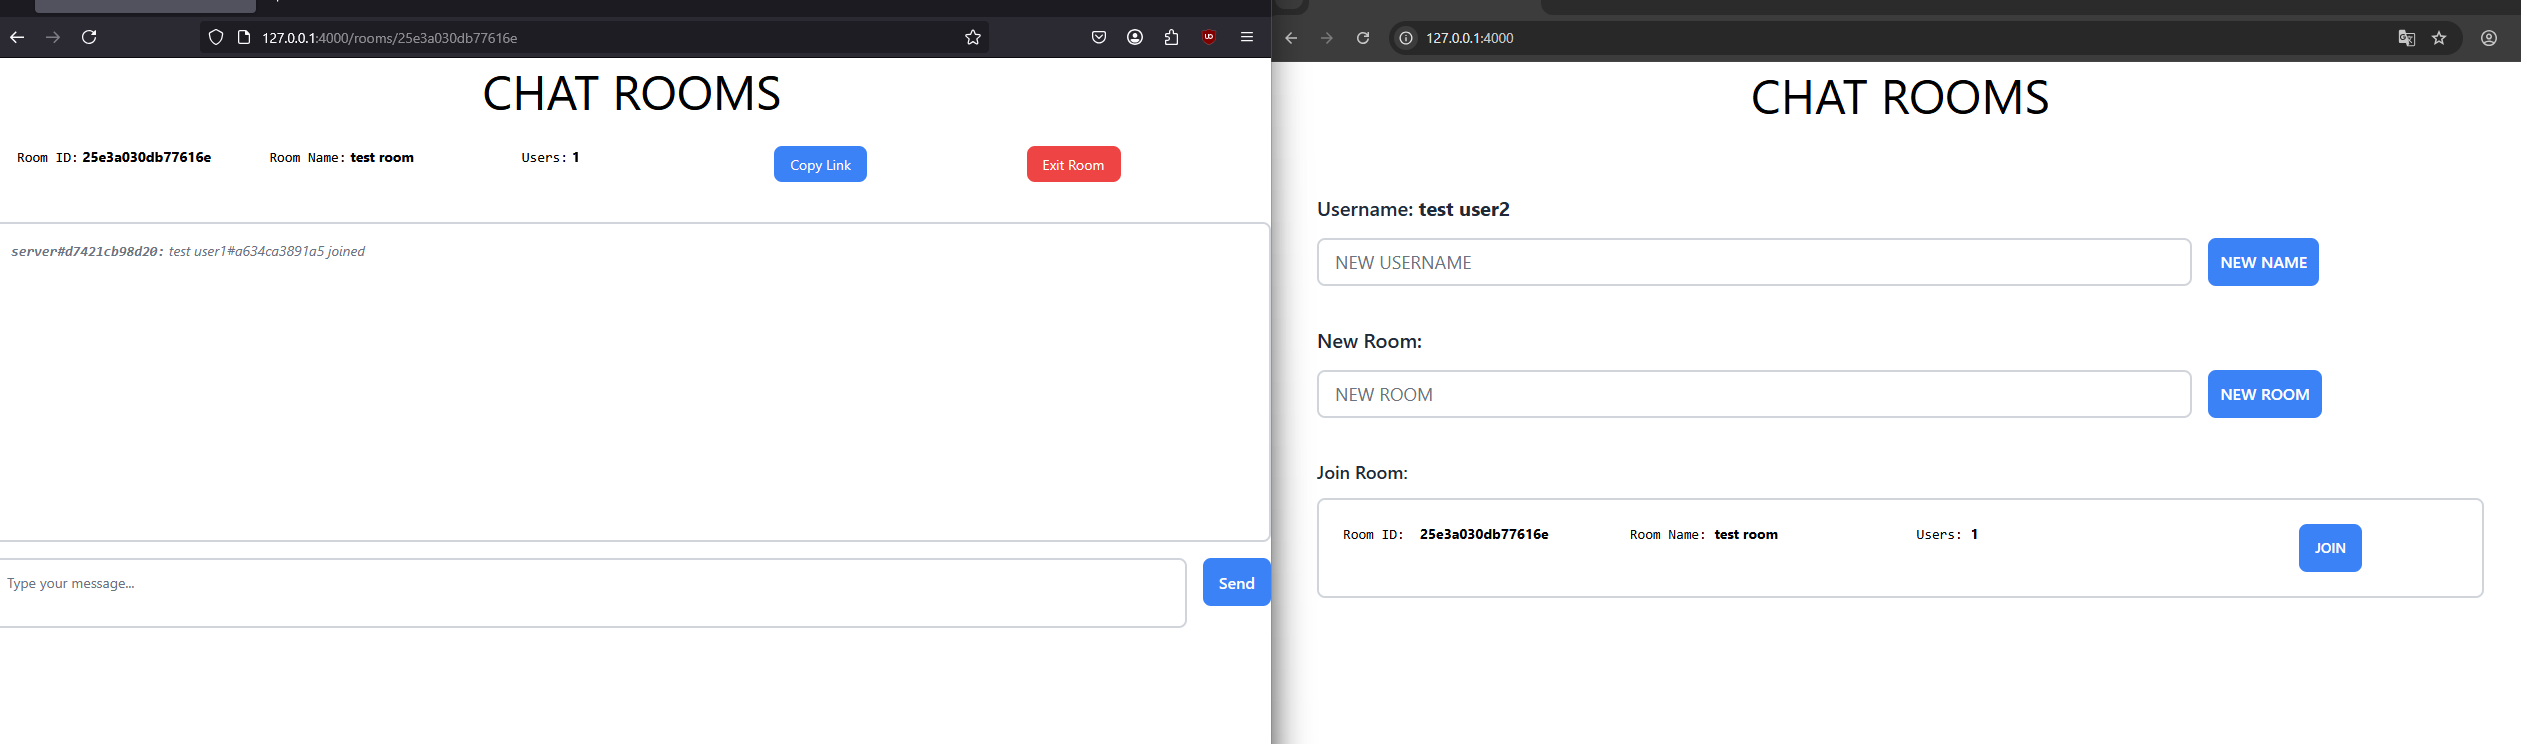 127.0.0.1:4000/rooms/25e3a030db77616e
CHAT ROOMS
Room ID: 25e3a030db77616e
Room Name: test room
Users: 1
Copy Link
Exit Room
server#d7421cb98d20: test user1#a634ca3891a5 joined
Type your message...
Send
127.0.0.1:4000
CHAT ROOMS
Username: test user2
NEW USERNAME
NEW NAME
New Room:
NEW ROOM
NEW ROOM
Join Room:
Room ID: 25e3a030db77616e
Room Name: test room
Users: 1
JOIN